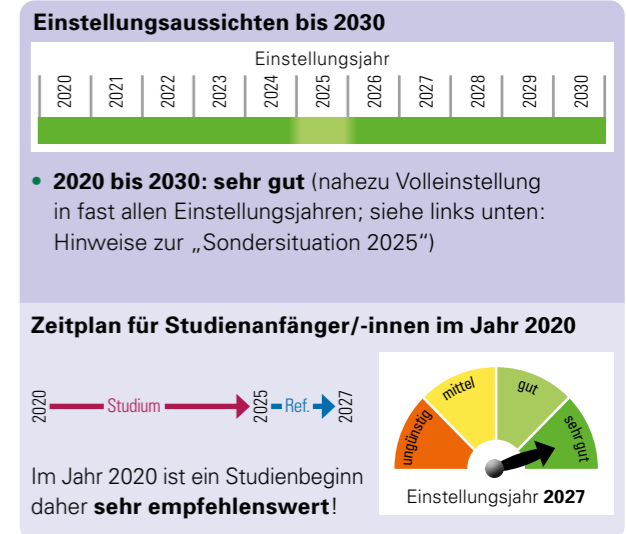 Einstellungsaussichten bis 2030
Einstellungsjahr
2020 2021 2022 2023 2024 2025 2026 2027 2028 2029 2030
• 2020 bis 2030: sehr gut (nahezu Volleinstellung
in fast allen Einstellungsjahren; siehe links unten:
Hinweise zur „Sondersituation 2025“)
Zeitplan für Studienanfänger/-innen im Jahr 2020
2020 Studium 2025 Ref. 2027
Im Jahr 2020 ist ein Studienbeginn
daher sehr empfehlenswert!
ungünstig
mittel
gut
sehr gut
Einstellungsjahr 2027